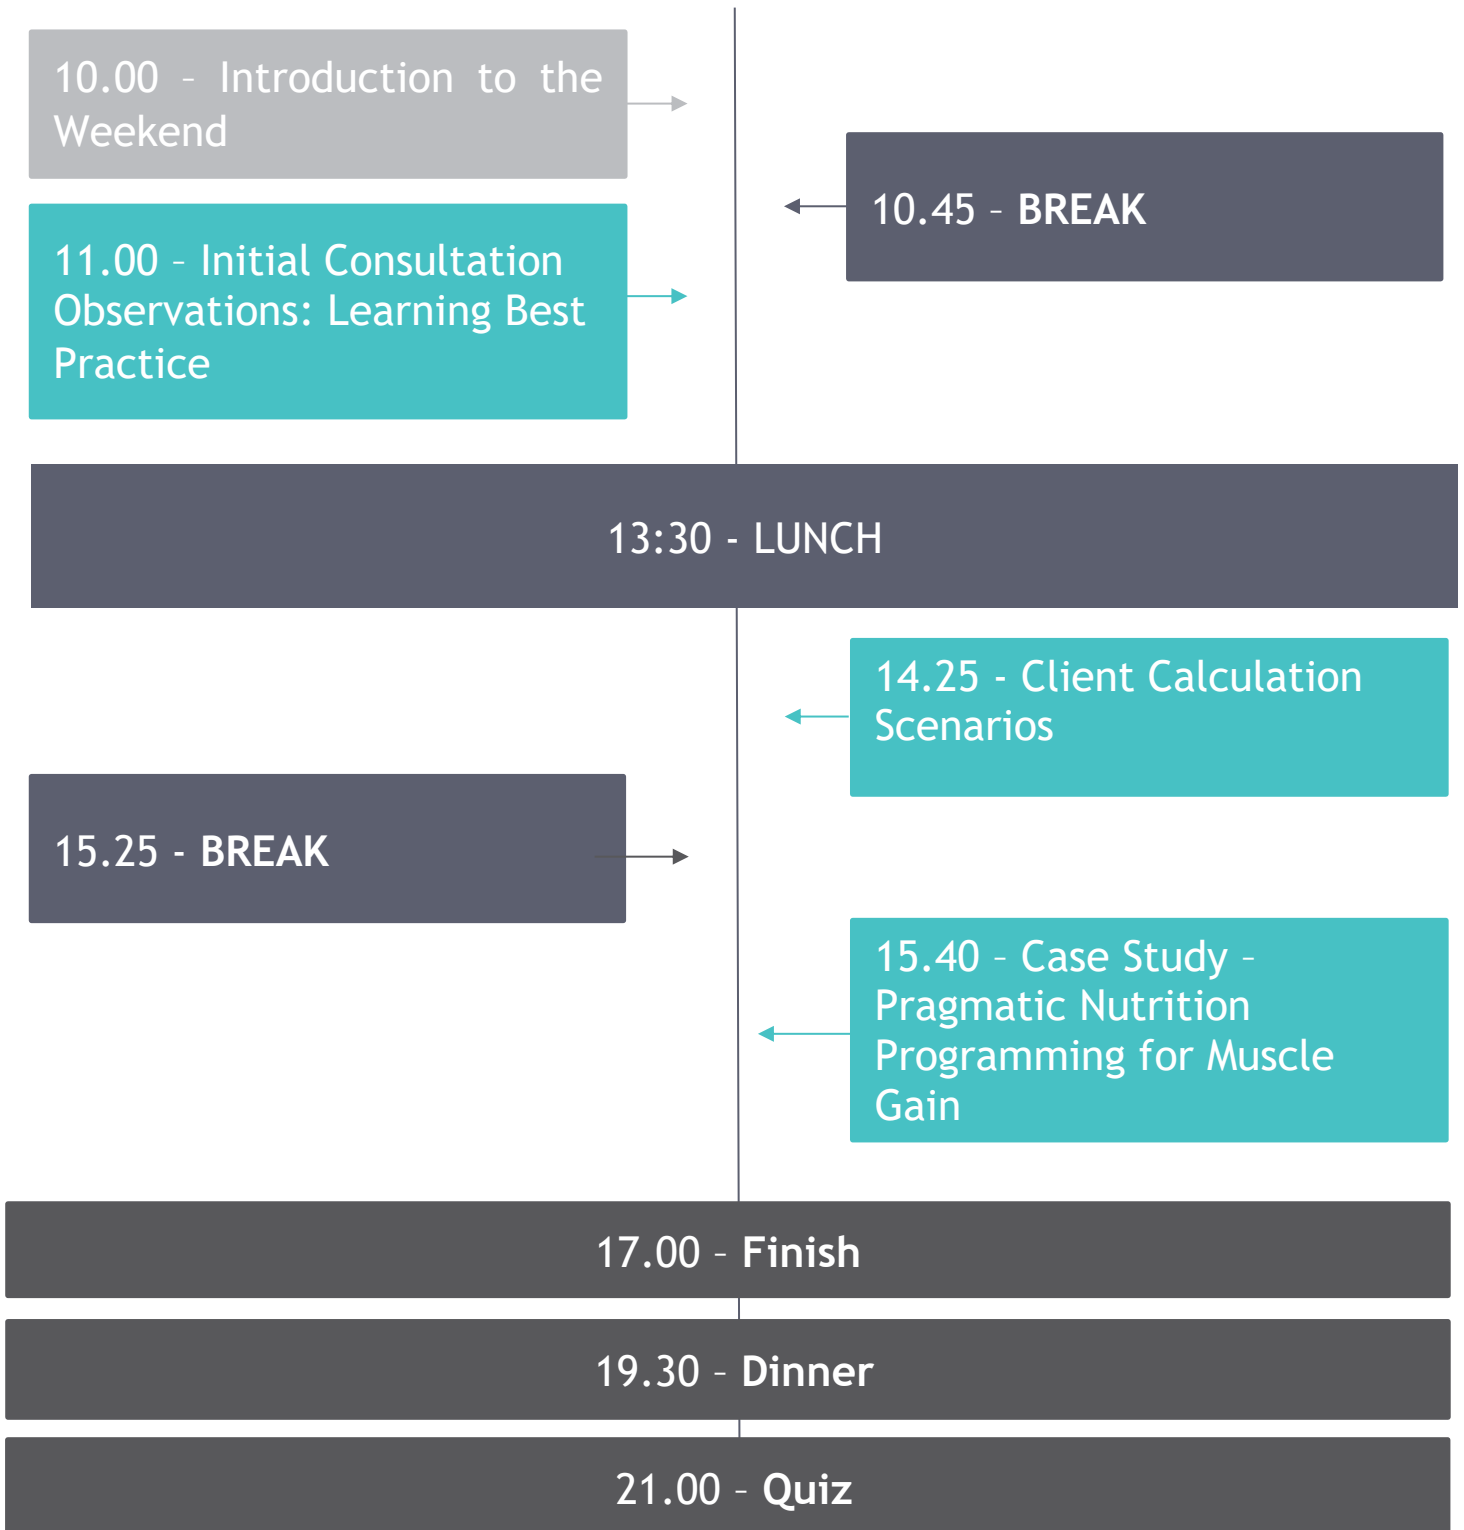 10.00 – Introduction to the
Weekend
10.45 – BREAK
11.00 – Initial Consultation
Observations: Learning Best
Practice
13:30 - LUNCH
14.25 - Client Calculation
Scenarios
15.25 - BREAK
15.40 – Case Study –
Pragmatic Nutrition
Programming for Muscle
Gain
17.00 – Finish
19.30 – Dinner
21.00 – Quiz